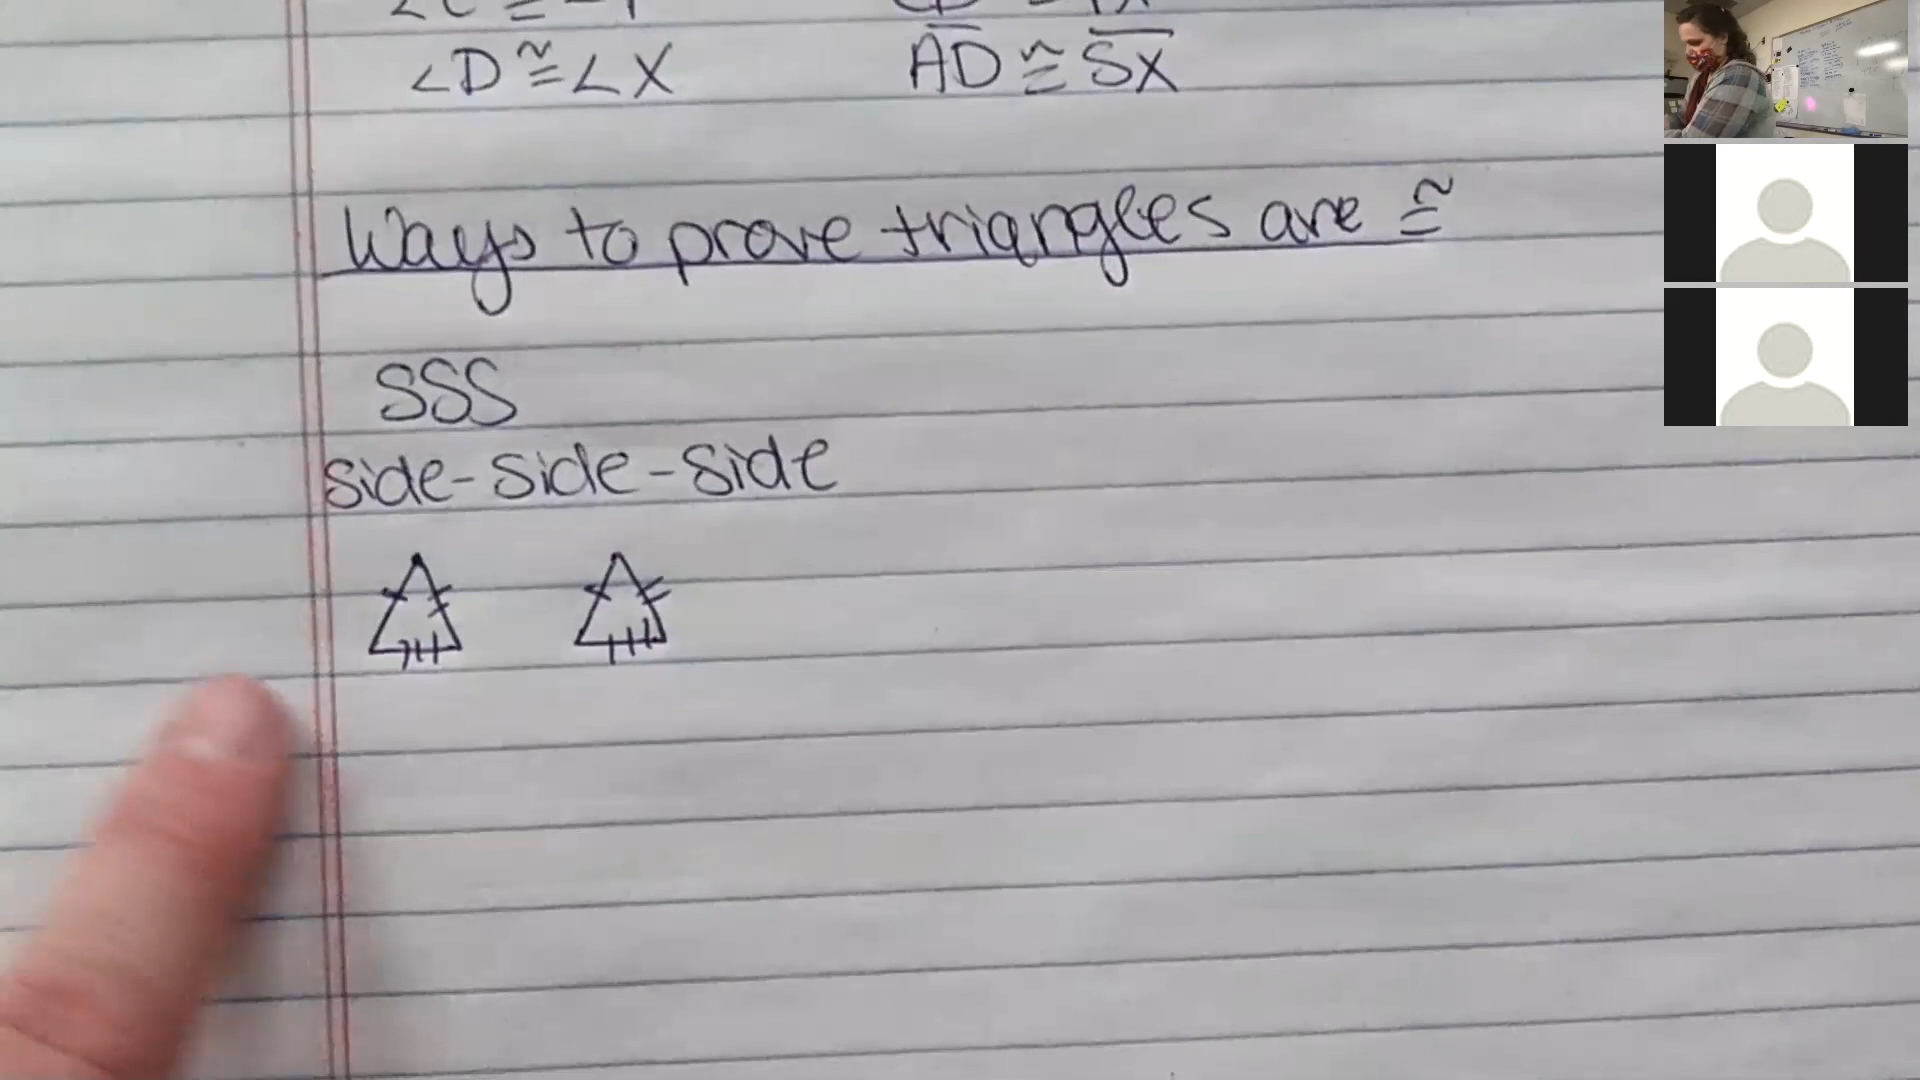 ∠D ≅ ∠X
AD ≅ SX
Ways to prove triangles are ≅
SSS
side-side-side